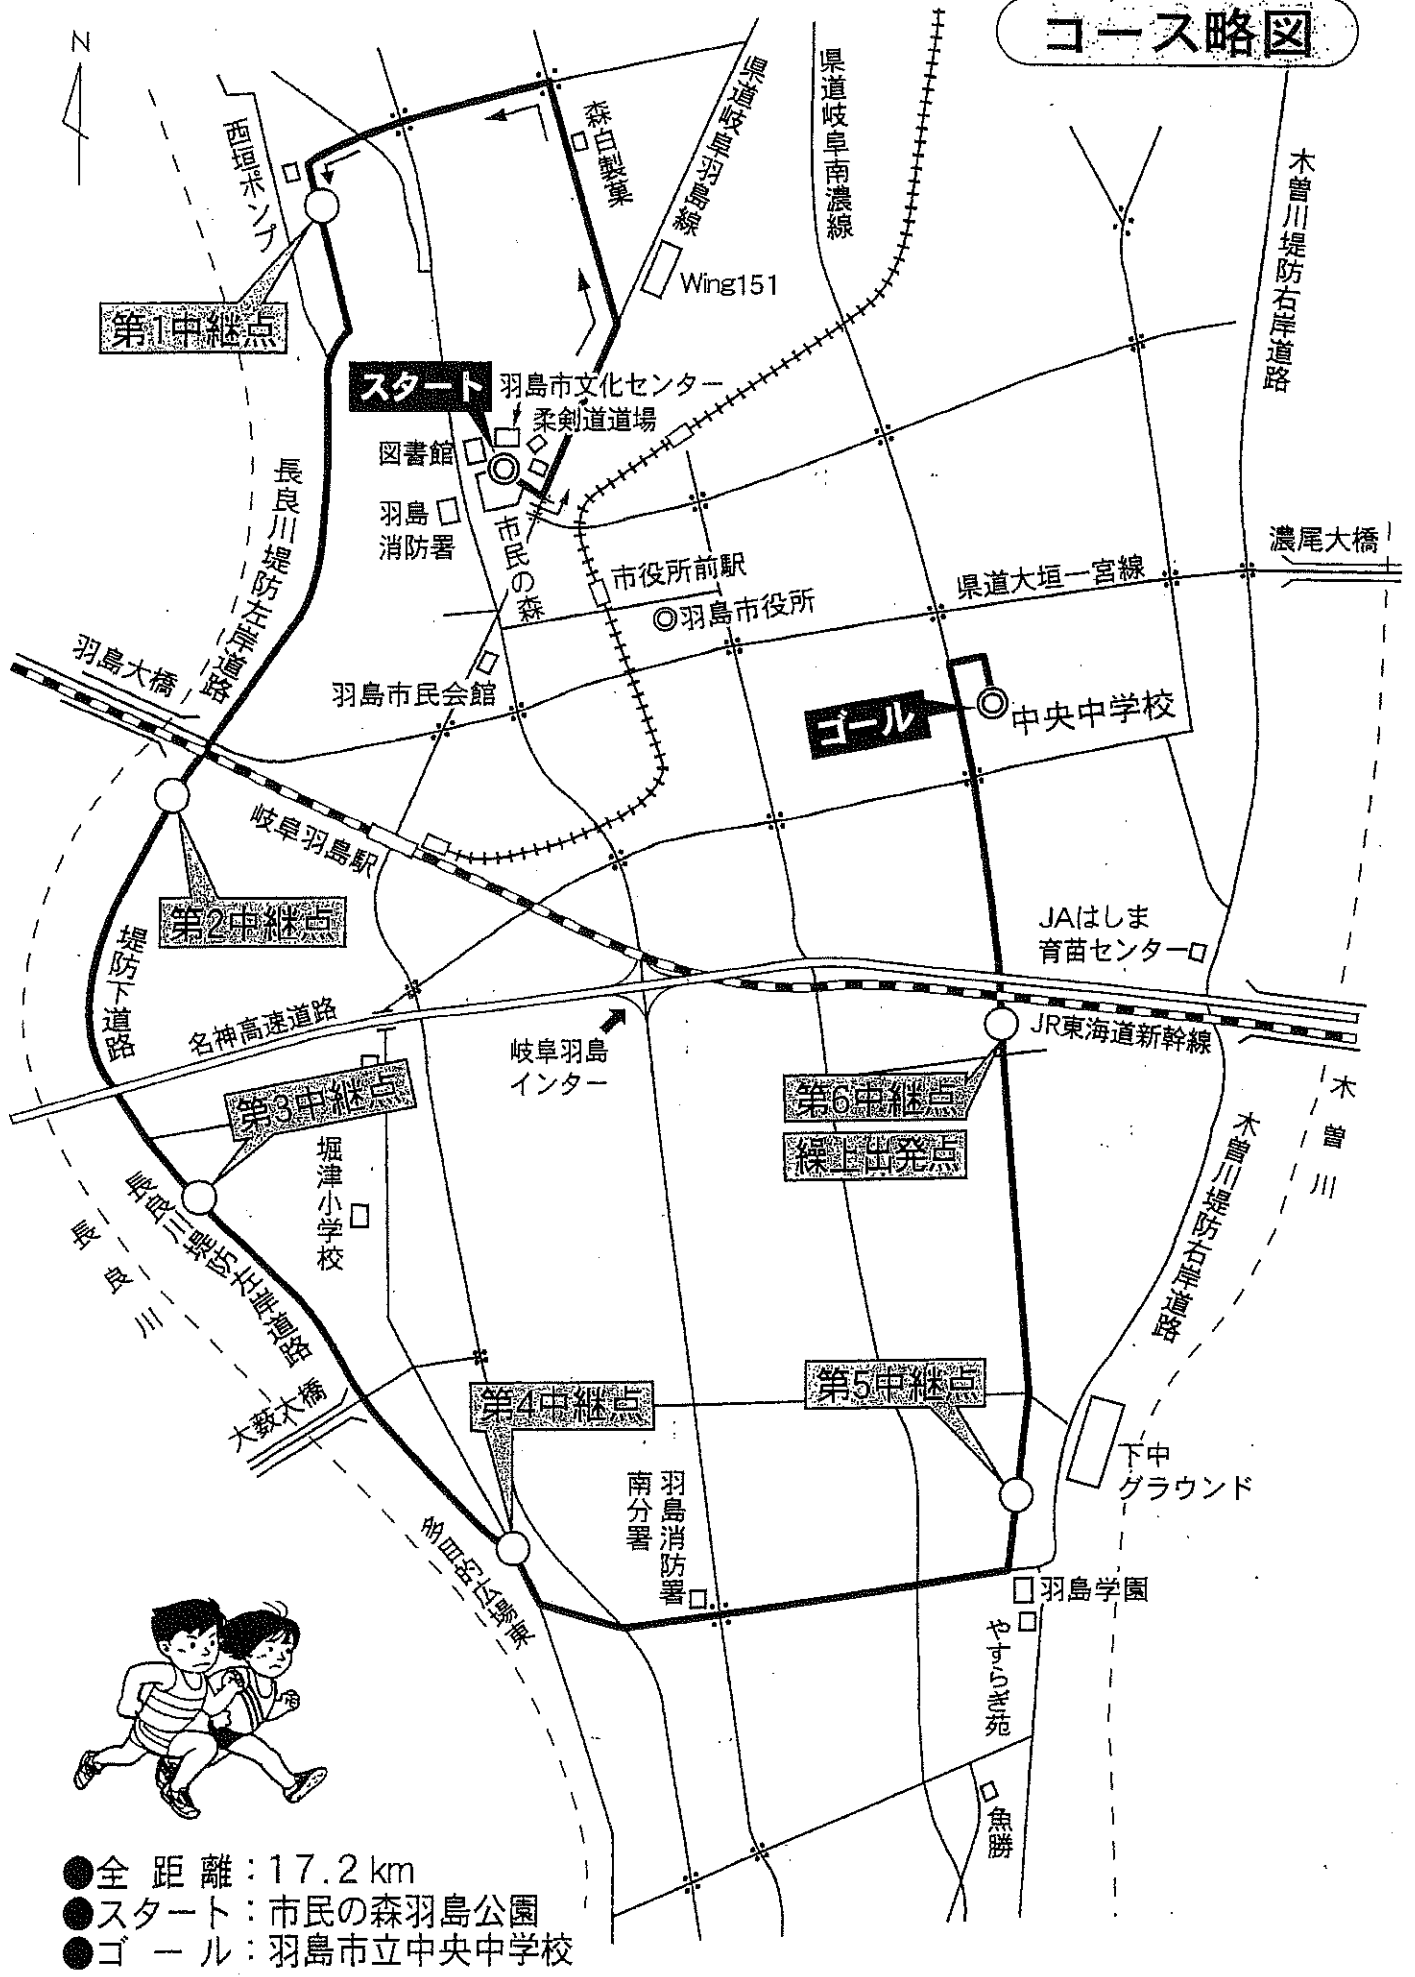 コース略図
N
西垣ポンプ
森白製菓
県道岐阜羽島線
県道岐阜南濃線
木曽川堤防右岸道路
Wing151
第1中継点
スタート
羽島市文化センター
柔剣道道場
図書館
羽島
消防署
市民の森
長良川堤防左岸道路
市役所前駅
羽島市役所
県道大垣一宮線
濃尾大橋
羽島大橋
羽島市民会館
ゴール
中央中学校
岐阜羽島駅
第2中継点
堤防下道路
JAはしま
育苗センター
名神高速道路
岐阜羽島
インター
JR東海道新幹線
第3中継点
第6中継点
繰上出発点
木曽川
木曽川堤防右岸道路
堀津小学校
長良川堤防左岸道路
長良川
大薮大橋
第4中継点
第5中継点
下中
グラウンド
羽島消防署
南分署
多目的広場東
羽島学園
やすらぎ苑
魚勝
●全距離：17.2km
●スタート：市民の森羽島公園
●ゴール：羽島市立中央中学校